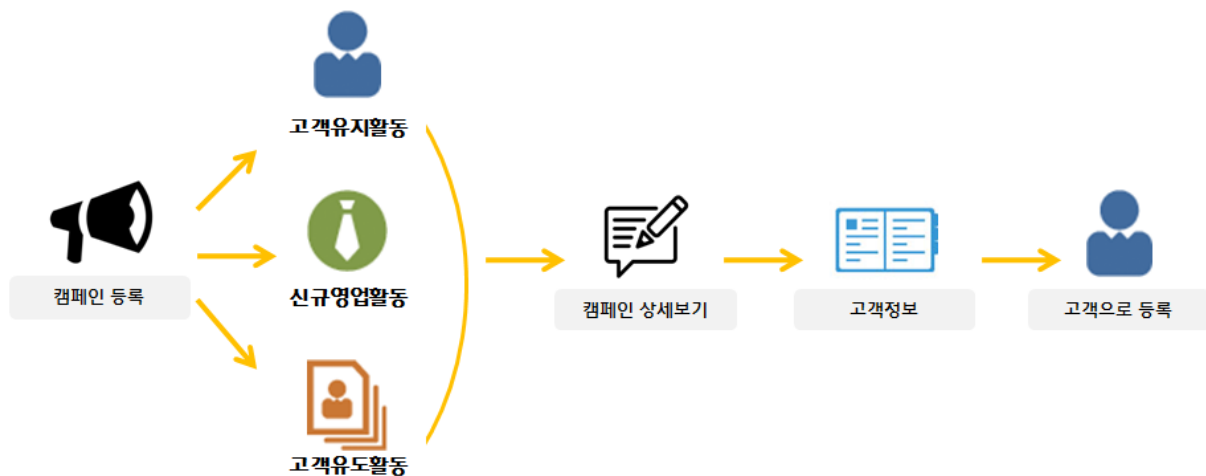 고객유지활동
캠페인 등록
신규영업활동
고객유도활동
캠페인 상세보기
고객정보
고객으로 등록